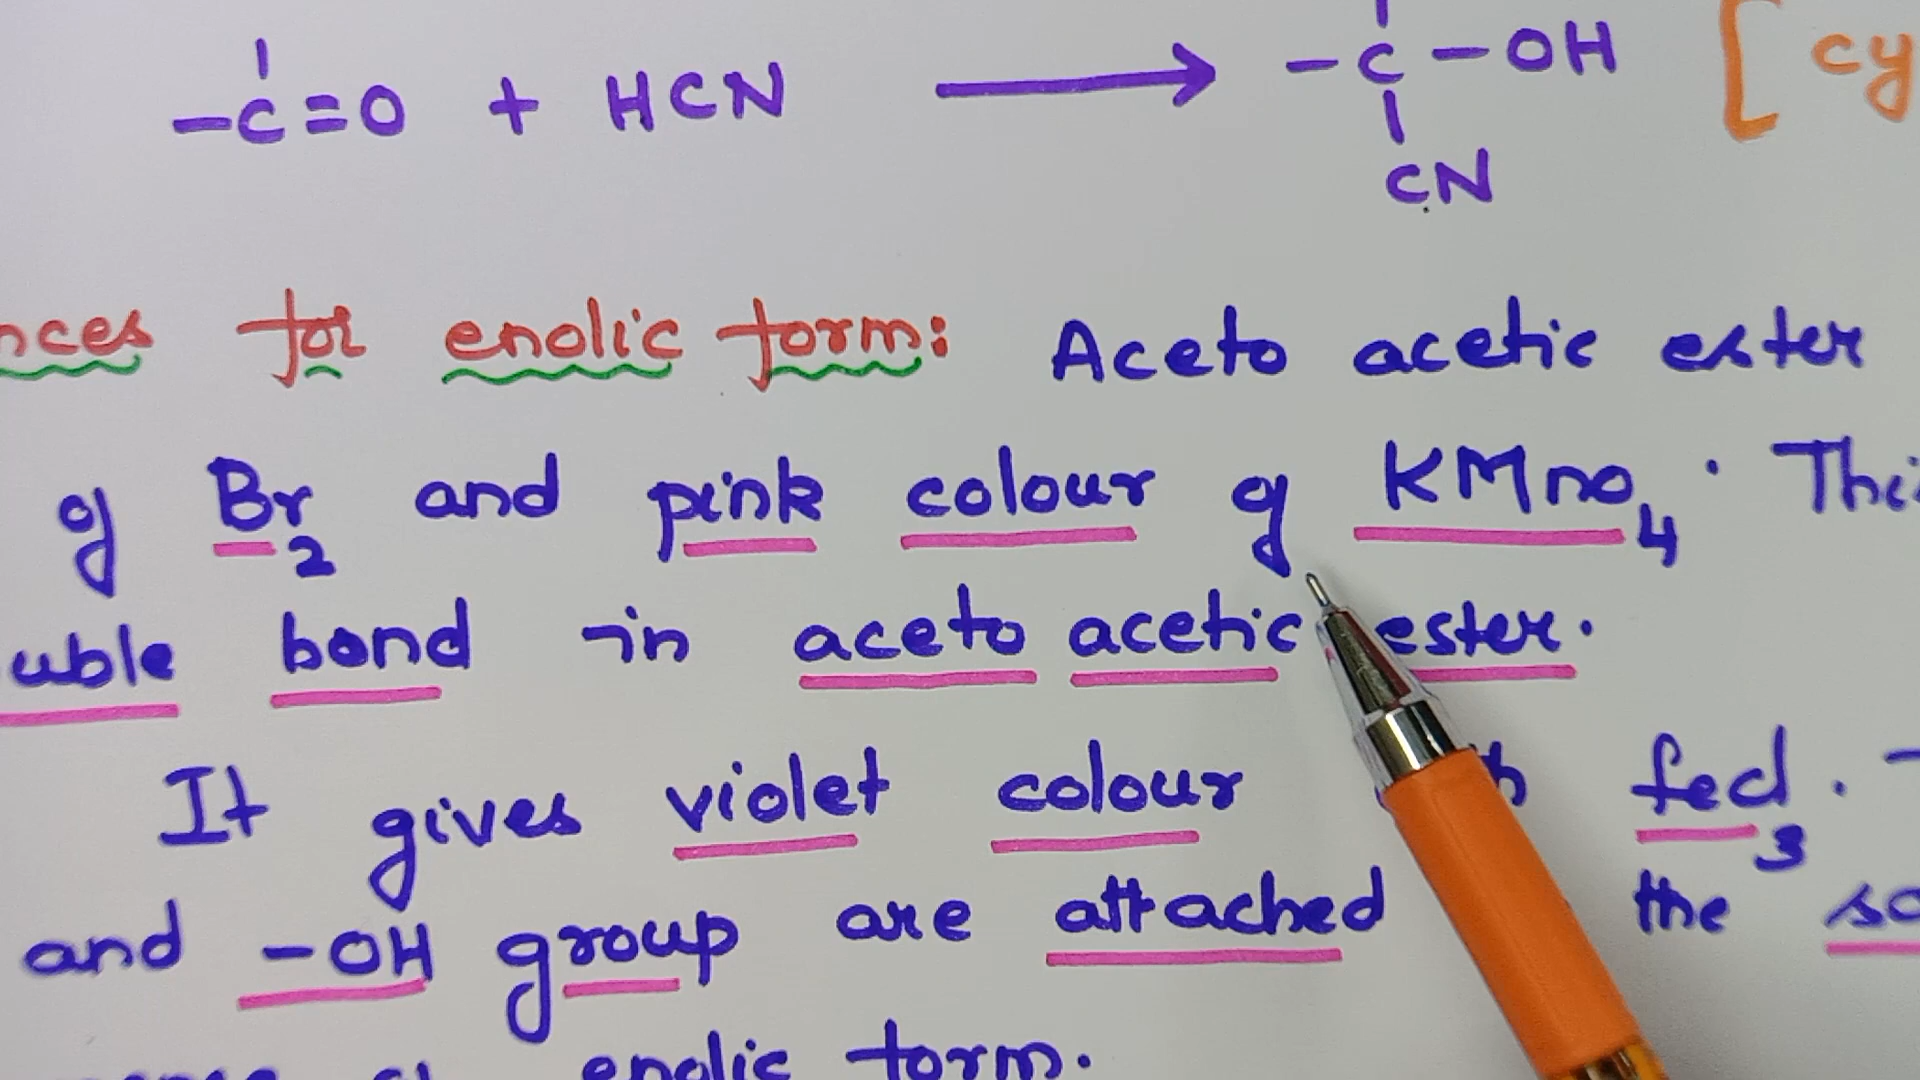 -C=O + HCN → -C-OH [ cy
CN
nces for enolic form: Aceto acetic ester
of Br2 and pink colour of KMnO4. Thi
uble bond in aceto acetic ester.
It gives violet colour fecl3.
and -OH group are attached the sa
enolic form.